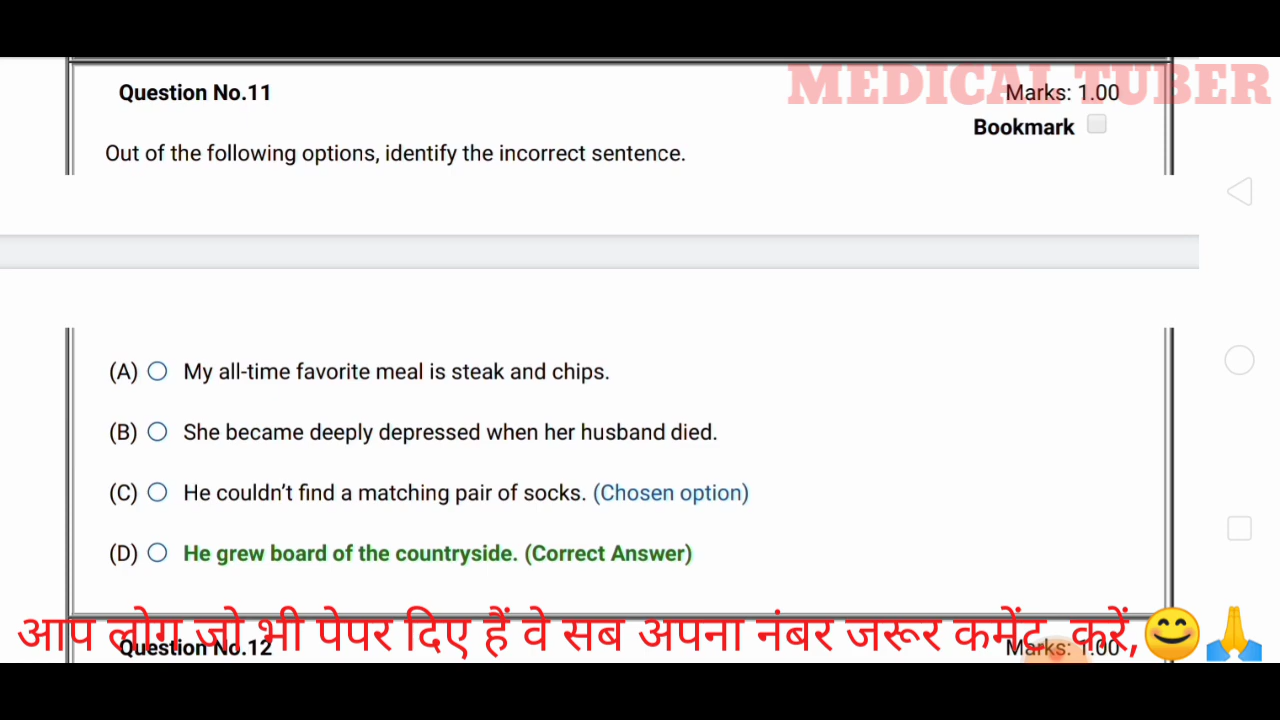 MEDICAL TUBER
Question No.11
Marks: 1.00
Bookmark
Out of the following options, identify the incorrect sentence.
(A) My all-time favorite meal is steak and chips.
(B) She became deeply depressed when her husband died.
(C) He couldn't find a matching pair of socks. (Chosen option)
(D) He grew board of the countryside. (Correct Answer)
आप लोग जो भी पेपर दिए हैं वे सब अपना नंबर जरूर कमेंट करें,😊🙏
Question No.12
Marks: 1.00